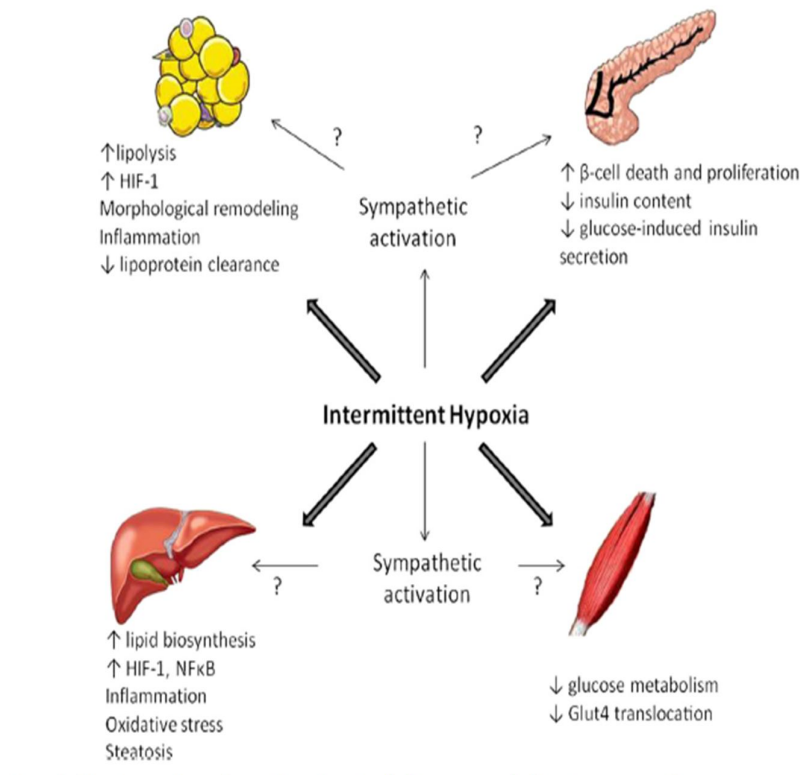 ?
?
↑lipolysis
↑ HIF-1
Morphological remodeling
Inflammation
↓ lipoprotein clearance
Sympathetic
activation
↑ β-cell death and proliferation
↓ insulin content
↓ glucose-induced insulin
secretion
Intermittent Hypoxia
Sympathetic
activation
?
?
↑ lipid biosynthesis
↑ HIF-1, NFκB
Inflammation
Oxidative stress
Steatosis
↓ glucose metabolism
↓ Glut4 translocation